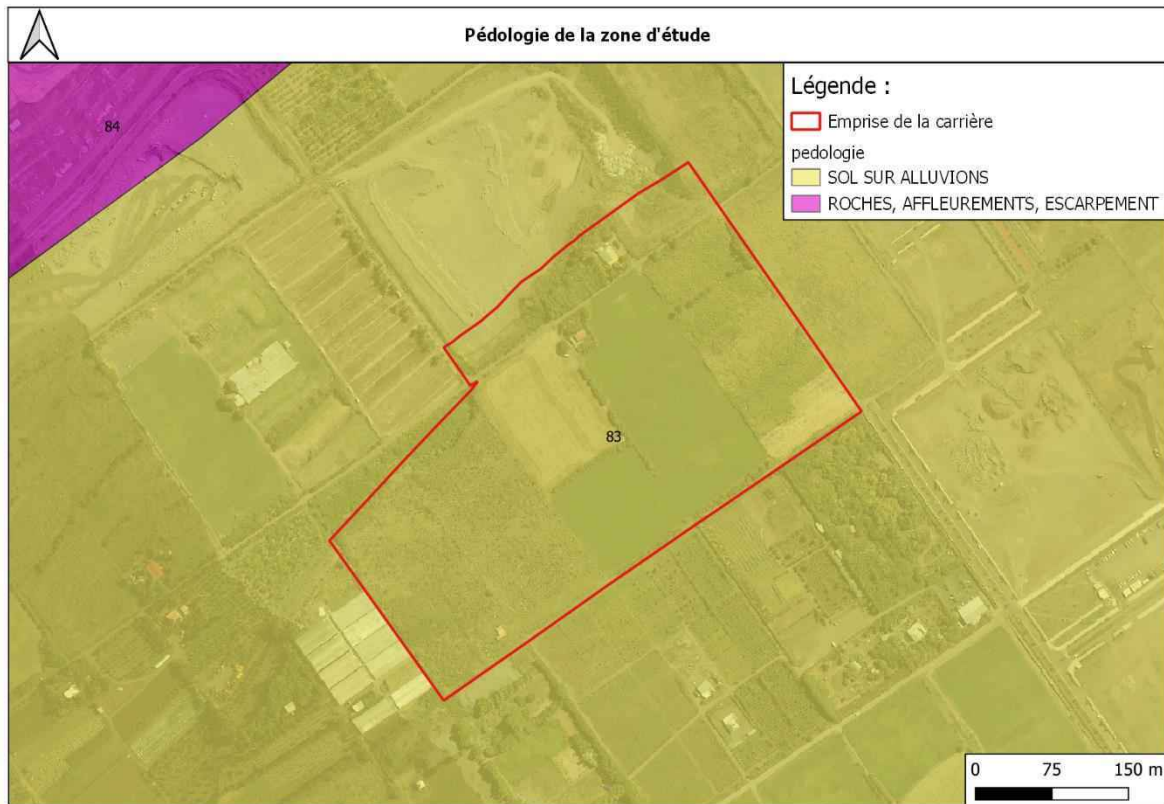 Pédologie de la zone d'étude
Légende :
Emprise de la carrière
pedologie
SOL SUR ALLUVIONS
ROCHES, AFFLEUREMENTS, ESCARPEMENT
84
83
0 75 150 m